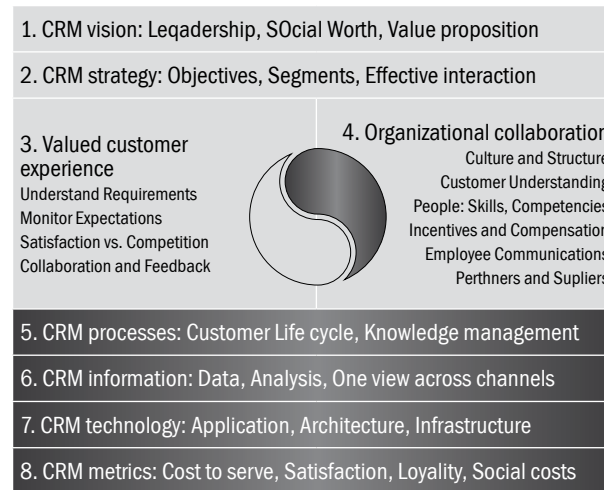 1. CRM vision: Leqadership, SOcial Worth, Value proposition
2. CRM strategy: Objectives, Segments, Effective interaction
3. Valued customer
experience
Understand Requirements
Monitor Expectations
Satisfaction vs. Competition
Collaboration and Feedback
4. Organizational collaboration
Culture and Structure
Customer Understanding
People: Skills, Competencies
Incentives and Compensation
Employee Communications
Perthners and Supliers
5. CRM processes: Customer Life cycle, Knowledge management
6. CRM information: Data, Analysis, One view across channels
7. CRM technology: Application, Architecture, Infrastructure
8. CRM metrics: Cost to serve, Satisfaction, Loyality, Social costs